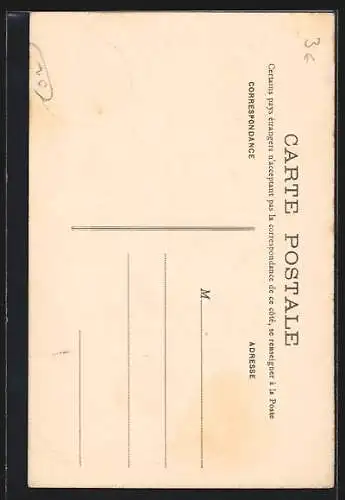 CARTE POSTALE
Certains pays étrangers n'acceptant pas la correspondance de ce côté, se renseigner à la Poste
CORRESPONDANCE
ADRESSE
M
36